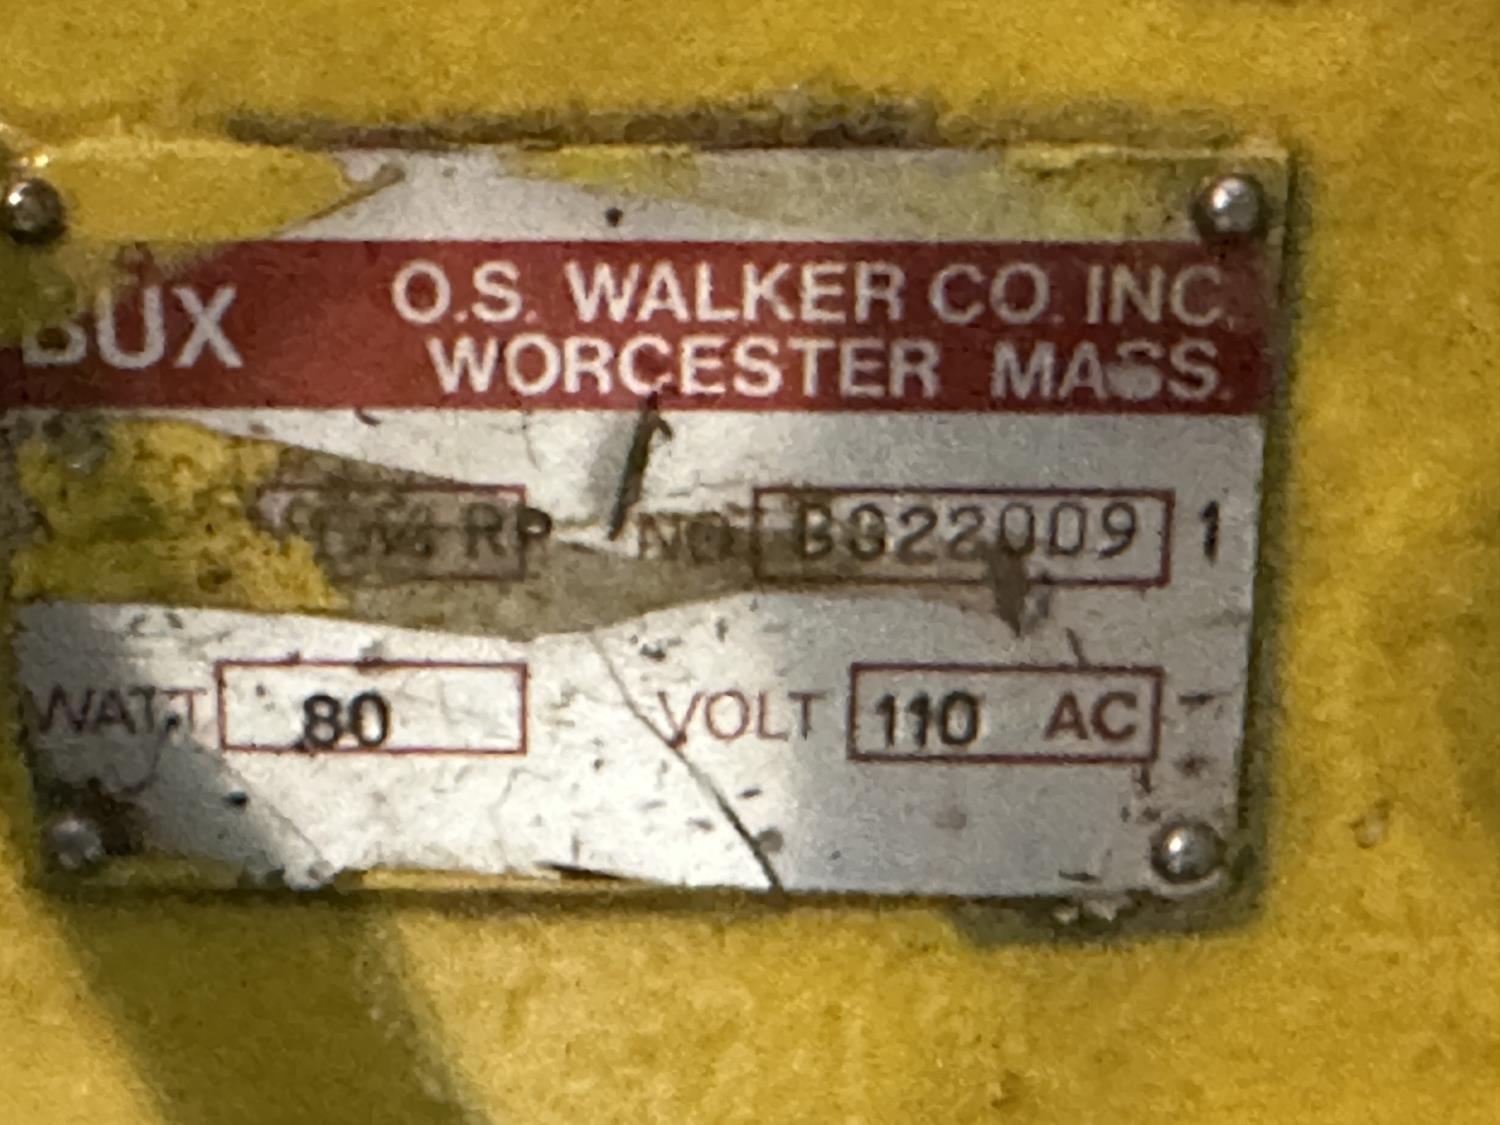 BUX O.S. WALKER CO. INC.
WORCESTER MASS.
RP NO B822009 1
WATT 80 VOLT 110 AC